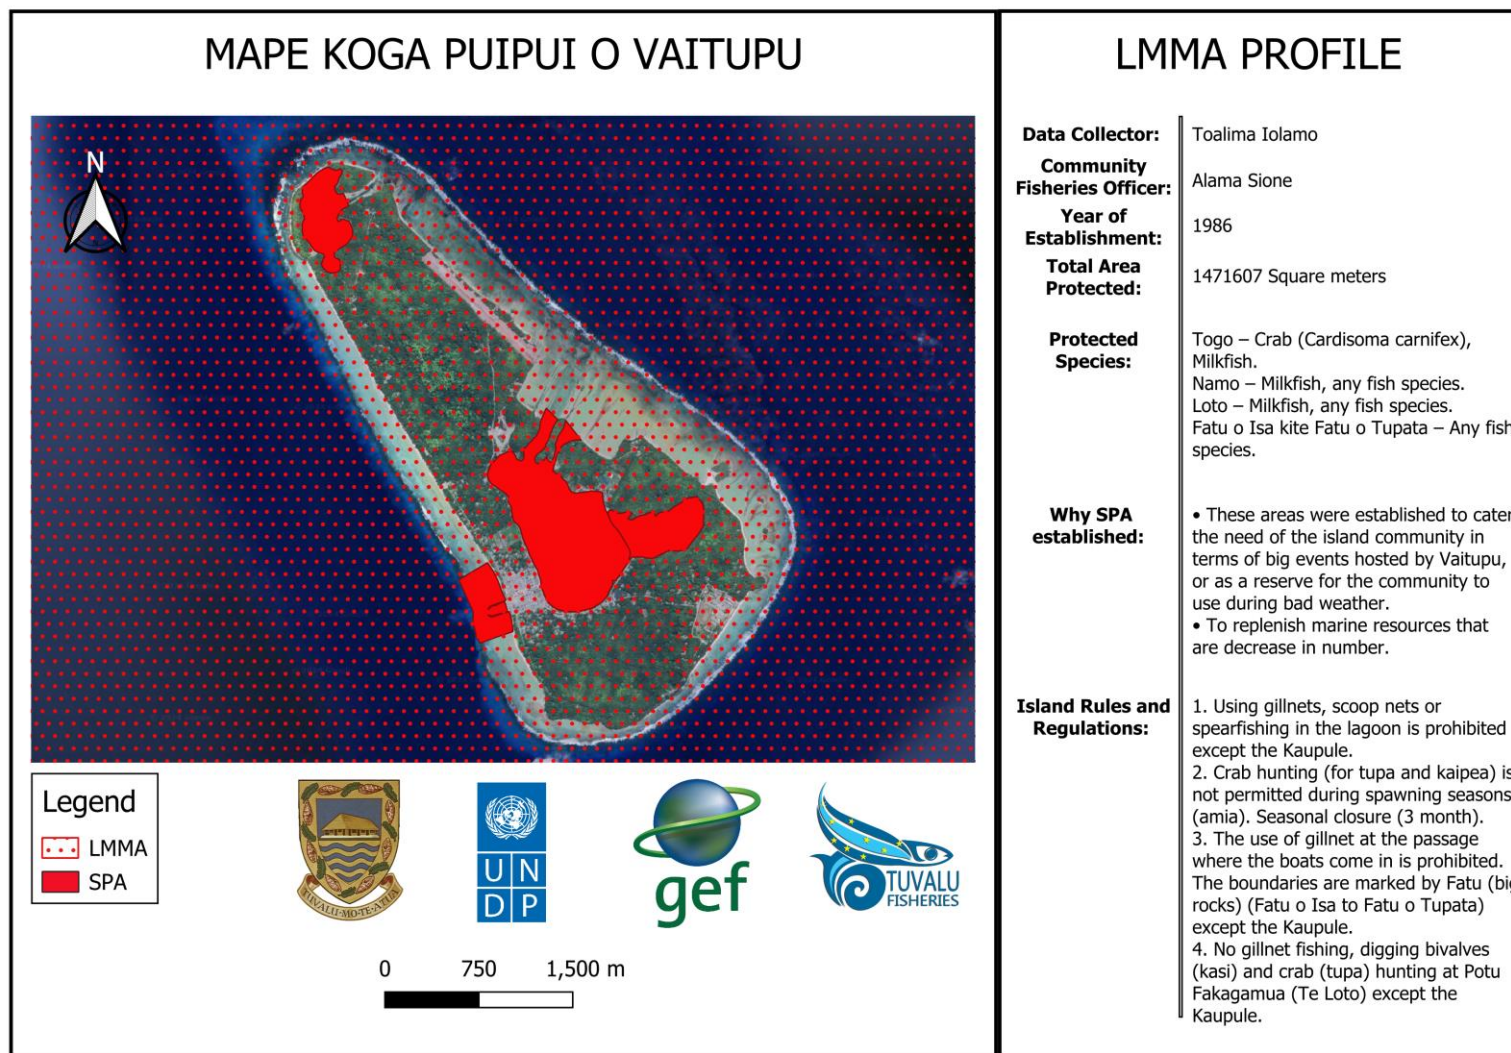 MAPE KOGA PUIPUI O VAITUPU
N
Legend
LMMA
SPA
TUVALU-MO-TE-ATUA
U N
D P
gef
TUVALU
FISHERIES
0 750 1,500 m
LMMA PROFILE
Data Collector: Toalima Iolamo
Community
Fisheries Officer: Alama Sione
Year of
Establishment: 1986
Total Area
Protected: 1471607 Square meters
Protected
Species:
Togo – Crab (Cardisoma carnifex),
Milkfish.
Namo – Milkfish, any fish species.
Loto – Milkfish, any fish species.
Fatu o Isa kite Fatu o Tupata – Any fish
species.
Why SPA
established:
• These areas were established to cater
the need of the island community in
terms of big events hosted by Vaitupu,
or as a reserve for the community to
use during bad weather.
• To replenish marine resources that
are decrease in number.
Island Rules and
Regulations:
1. Using gillnets, scoop nets or
spearfishing in the lagoon is prohibited
except the Kaupule.
2. Crab hunting (for tupa and kaipea) is
not permitted during spawning seasons
(amia). Seasonal closure (3 month).
3. The use of gillnet at the passage
where the boats come in is prohibited.
The boundaries are marked by Fatu (big
rocks) (Fatu o Isa to Fatu o Tupata)
except the Kaupule.
4. No gillnet fishing, digging bivalves
(kasi) and crab (tupa) hunting at Potu
Fakagamua (Te Loto) except the
Kaupule.